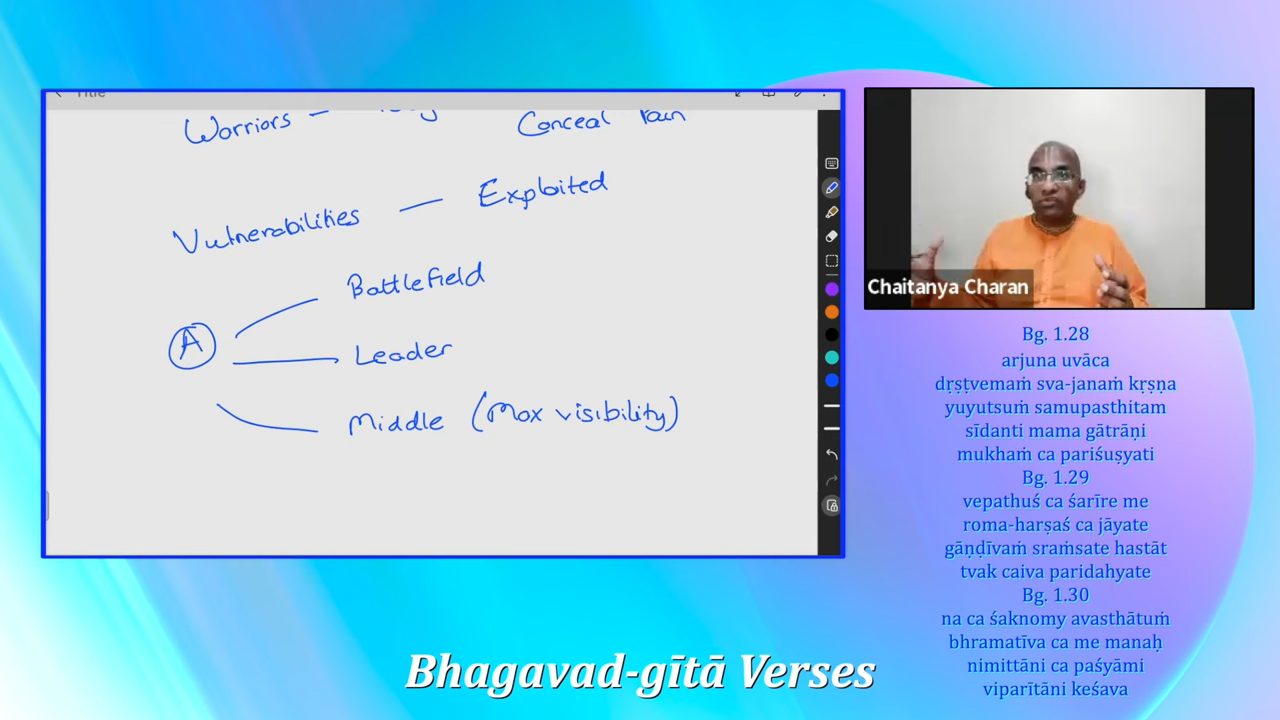 Title
Warriors –
Conceal Pain
Vulnerabilities — Exploited
Battlefield
A
Leader
Middle (Max visibility)
Chaitanya Charan
Bg. 1.28
arjuna uvāca
dṛṣṭvemaṁ sva-janaṁ kṛṣṇa
yuyutsuṁ samupasthitam
sīdanti mama gātrāṇi
mukhaṁ ca pariśuṣyati
Bg. 1.29
vepathuś ca śarīre me
roma-harṣaś ca jāyate
gāṇḍīvaṁ sraṁsate hastāt
tvak caiva paridahyate
Bg. 1.30
na ca śaknomy avasthātuṁ
bhramatīva ca me manaḥ
nimittāni ca paśyāmi
viparītāni keśava
Bhagavad-gītā Verses